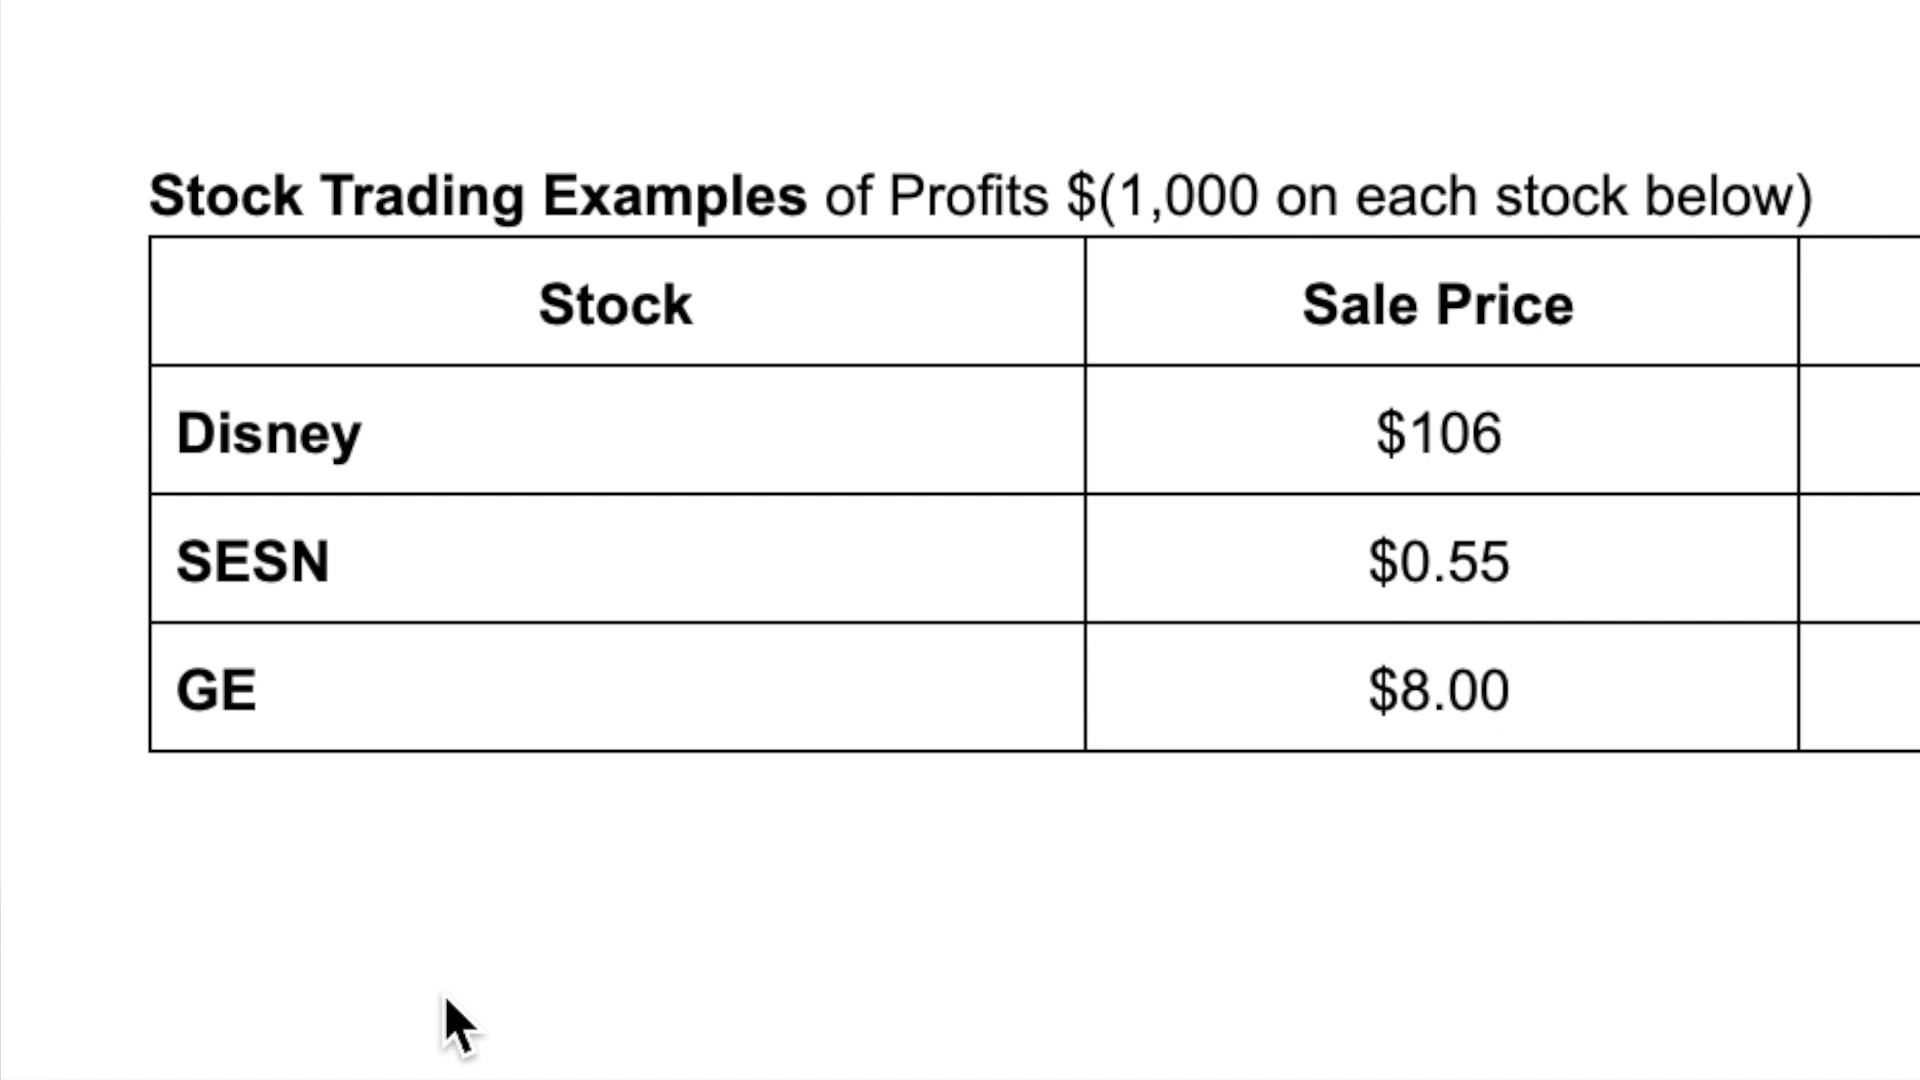 Stock Trading Examples of Profits $(1,000 on each stock below)
Stock Sale Price
Disney $106
SESN $0.55
GE $8.00